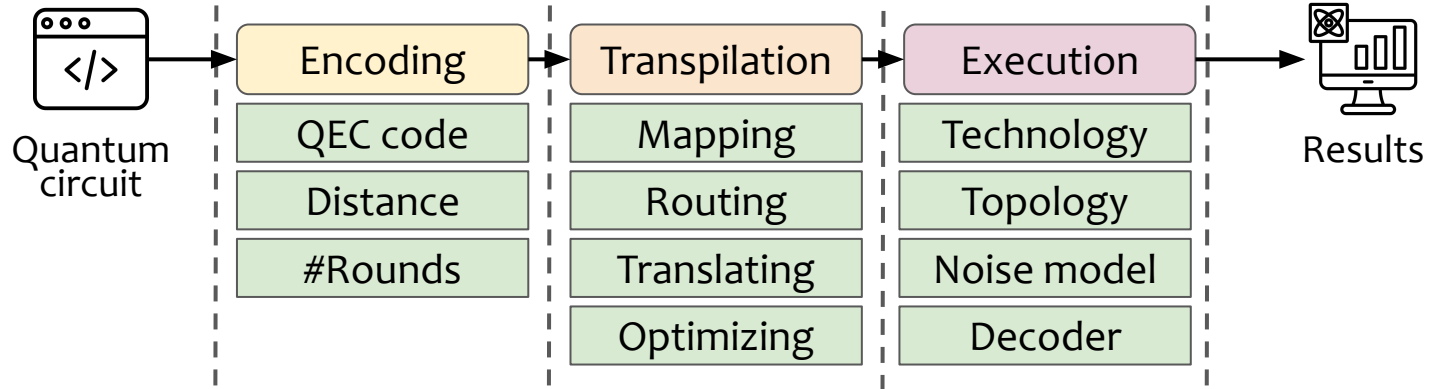 </>
Quantum
circuit
Encoding
QEC code
Distance
#Rounds
Transpilation
Mapping
Routing
Translating
Optimizing
Execution
Technology
Topology
Noise model
Decoder
Results